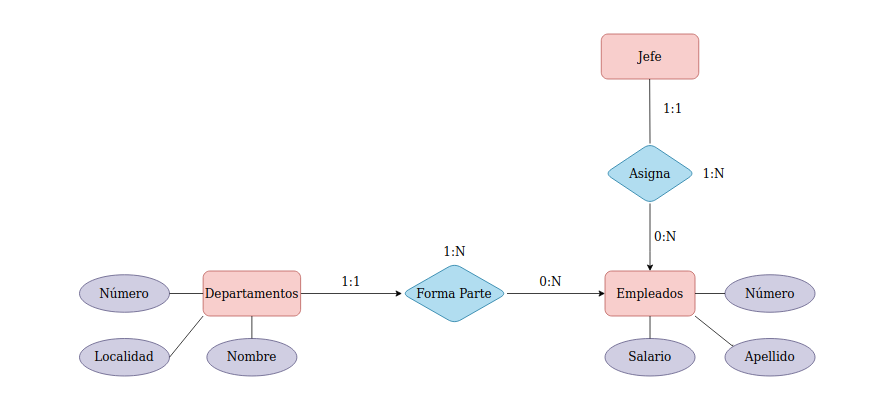 Jefe
1:1
Asigna
1:N
0:N
1:N
1:1
0:N
Número
Departamentos
Forma Parte
Empleados
Número
Localidad
Nombre
Salario
Apellido